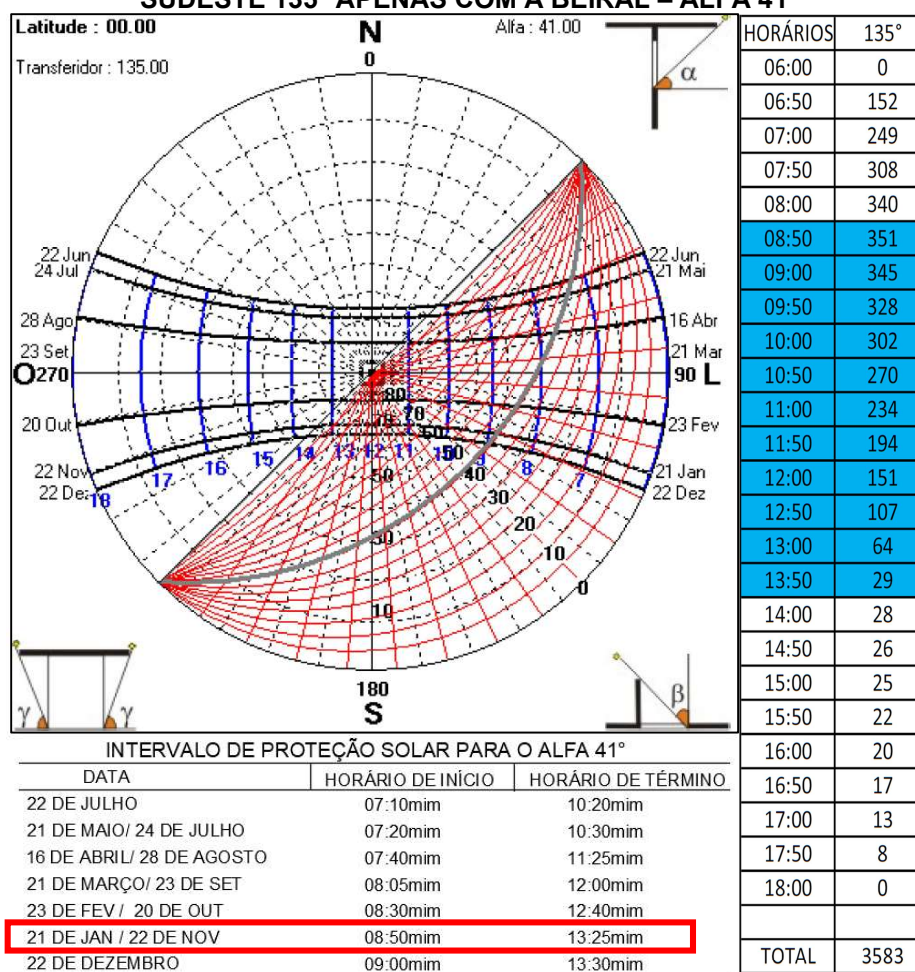 SUDESTE 135° APENAS COM A BEIRAL – ALFA 41°
Latitude : 00.00
N
Alfa : 41.00
Transferidor : 135.00
0
α
22 Jun
24 Jul
28 Ago
23 Set
O270
20 Out
22 Nov
22 Dez
22 Jun
21 Mai
16 Abr
21 Mar
90 L
23 Fev
21 Jan
22 Dez
18 17 16 15 14 13 12 11 10 9 8 7
80
70
60
50
40
30
20
10
0
50
30
10
180
S
γ γ
β
HORÁRIOS 135°
06:00 0
06:50 152
07:00 249
07:50 308
08:00 340
08:50 351
09:00 345
09:50 328
10:00 302
10:50 270
11:00 234
11:50 194
12:00 151
12:50 107
13:00 64
13:50 29
14:00 28
14:50 26
15:00 25
15:50 22
16:00 20
16:50 17
17:00 13
17:50 8
18:00 0
TOTAL 3583
INTERVALO DE PROTEÇÃO SOLAR PARA O ALFA 41°
DATA HORÁRIO DE INÍCIO HORÁRIO DE TÉRMINO
22 DE JULHO 07:10mim 10:20mim
21 DE MAIO/ 24 DE JULHO 07:20mim 10:30mim
16 DE ABRIL/ 28 DE AGOSTO 07:40mim 11:25mim
21 DE MARÇO/ 23 DE SET 08:05mim 12:00mim
23 DE FEV / 20 DE OUT 08:30mim 12:40mim
21 DE JAN / 22 DE NOV 08:50mim 13:25mim
22 DE DEZEMBRO 09:00mim 13:30mim